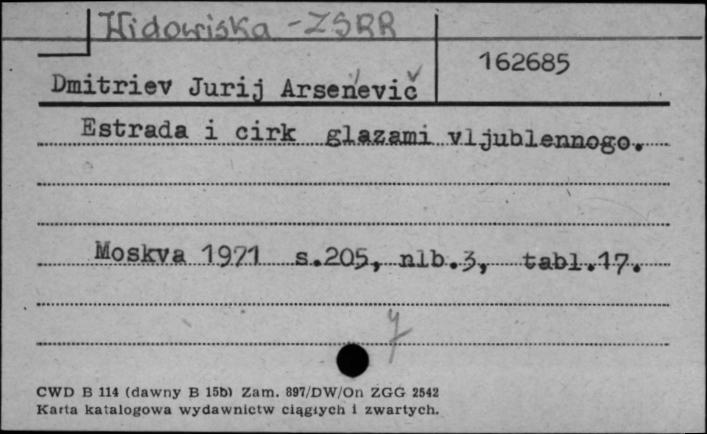 Widowiska - ZSRR
162685
Dmitriev Jurij Arsenévič
Estrada i cirk glazami vljublennogo.
Moskva 1971 s.205, nlb.3, tabl.17.
y
CWD B 114 (dawny B 15b) Zam. 897/DW/On ZGG 2542
Karta katalogowa wydawnictw ciągłych i zwartych.